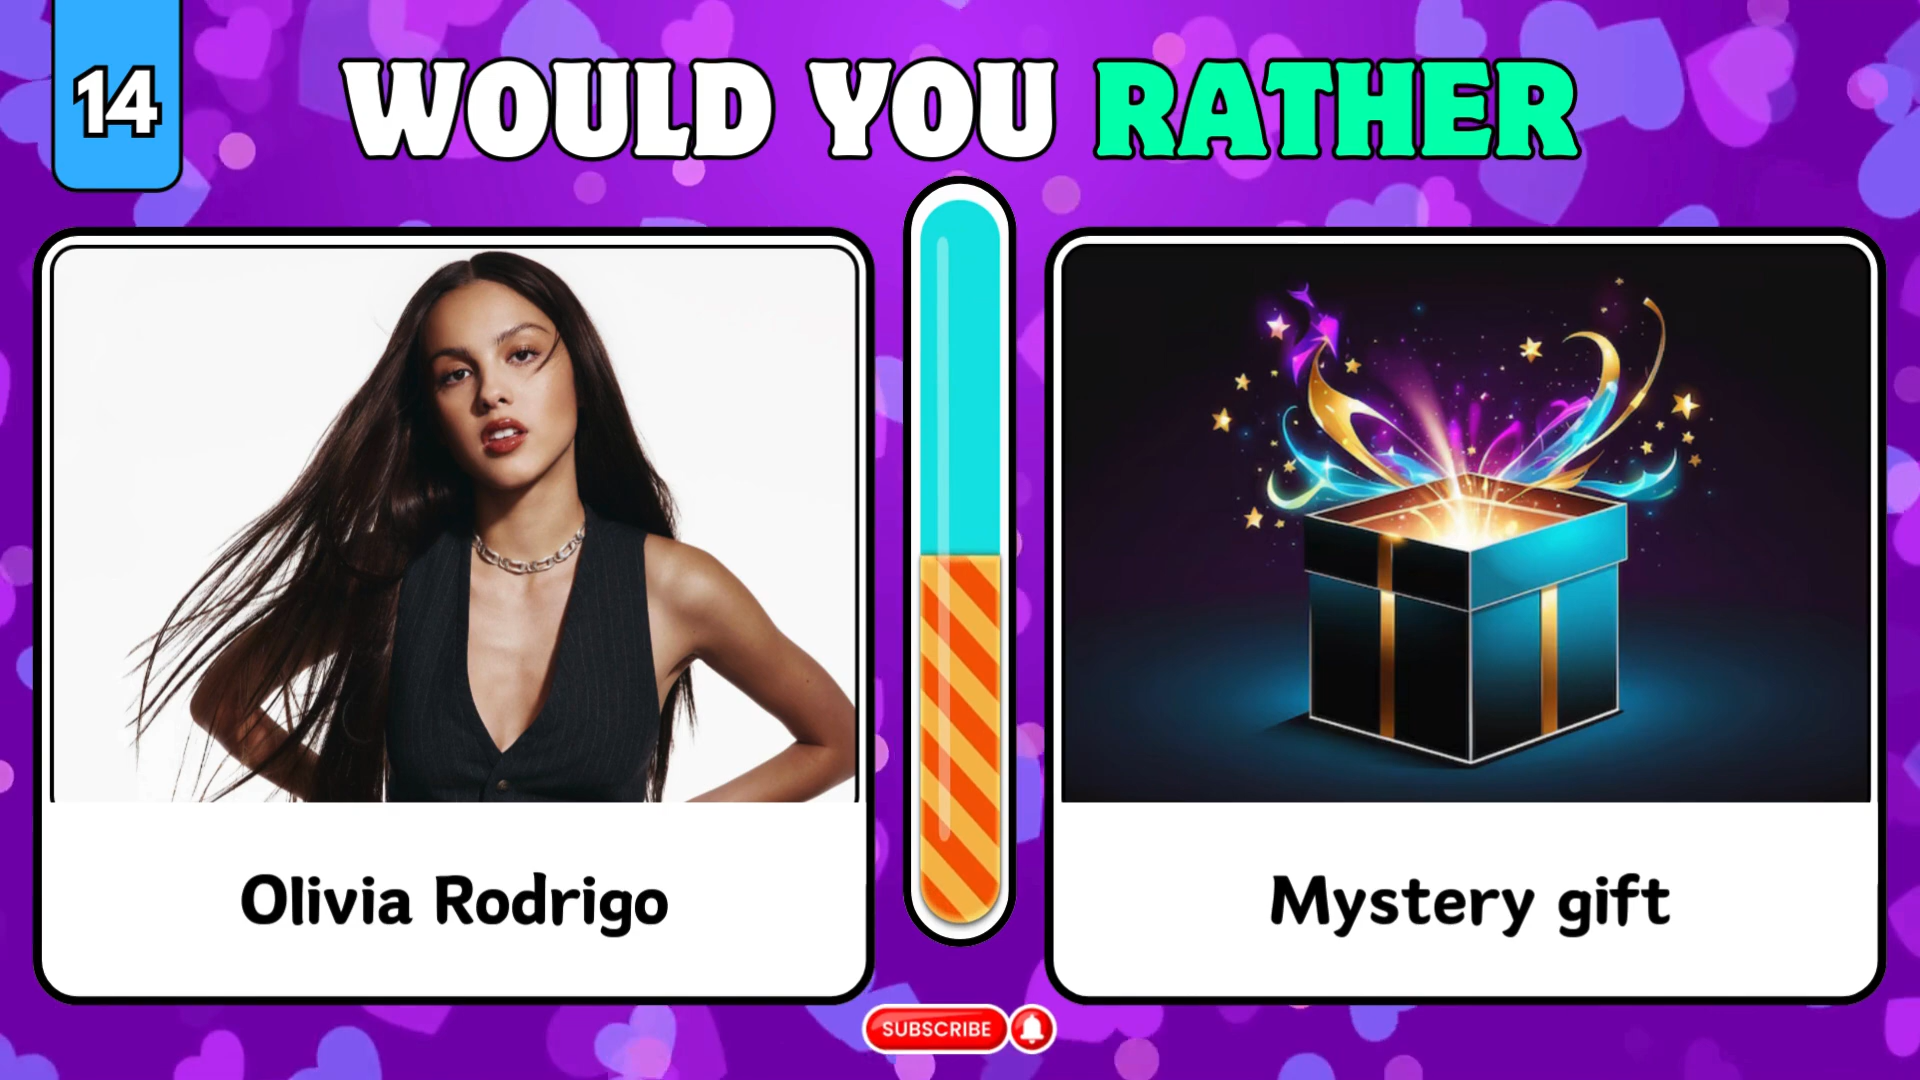 14
WOULD YOU RATHER
Olivia Rodrigo
Mystery gift
SUBSCRIBE